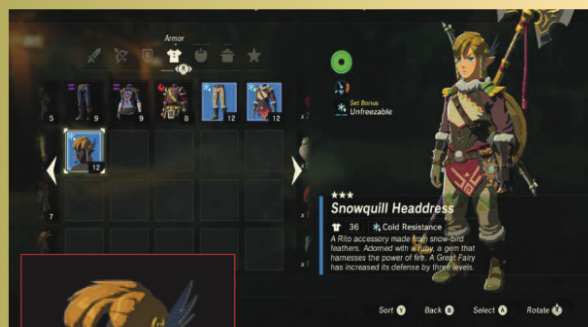 Armor
R
5
9
9
8
12
12
Set Bonus
Unfreezable
12
7
★★★
Snowquill Headdress
36 Cold Resistance
A Rito accessory made from snow-bird
feathers. Adorned with a ruby, a gem that
harnesses the power of fire. A Great Fairy
has increased its defense by three levels.
Sort Y Back B Select A Rotate R